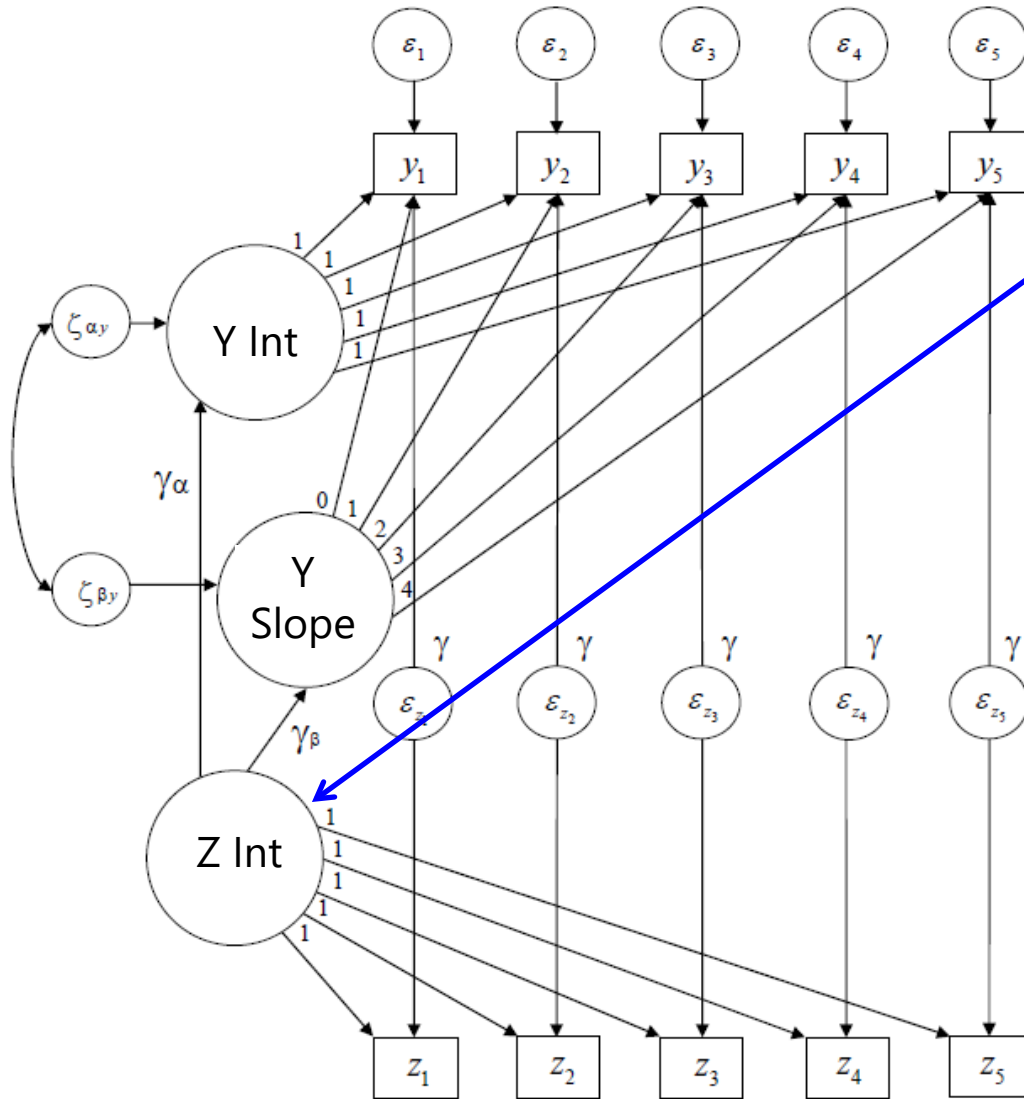 ε₁ ε₂ ε₃ ε₄ ε₅
y₁ y₂ y₃ y₄ y₅
1
1
1
1
1
ζαy
Y Int
γα
0 1 2 3 4
ζβy
Y
Slope
γ γ γ γ γ
εz₁ εz₂ εz₃ εz₄ εz₅
γβ
Z Int
1
1
1
1
1
z₁ z₂ z₃ z₄ z₅